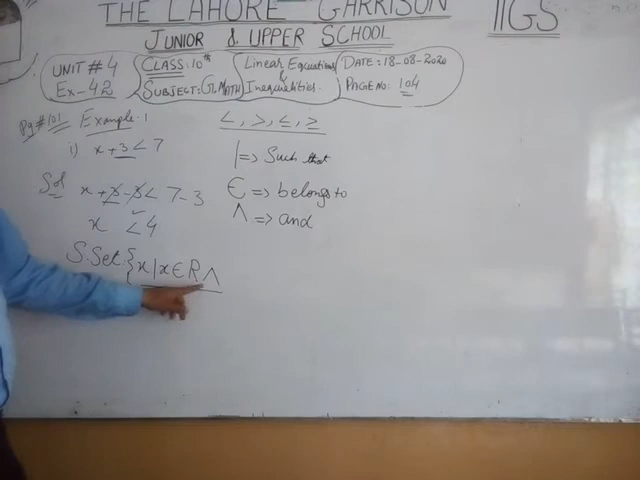 THE LAHORE GARRISON IIGS
JUNIOR & UPPER SCHOOL
UNIT # 4
Ex-42
CLASS: 10th
SUBJECT: G.MATH
Linear Equations
&
Inequalities.
DATE: 18-08-2020
PAGE NO: 104
Pg#101 Example:1
i) x+3<7
Sol x+3-3<7-3
x <4
S.Set {x|x∈R∧
<, >, ≤, ≥
|=> Such that
∈ => belongs to
∧ => and